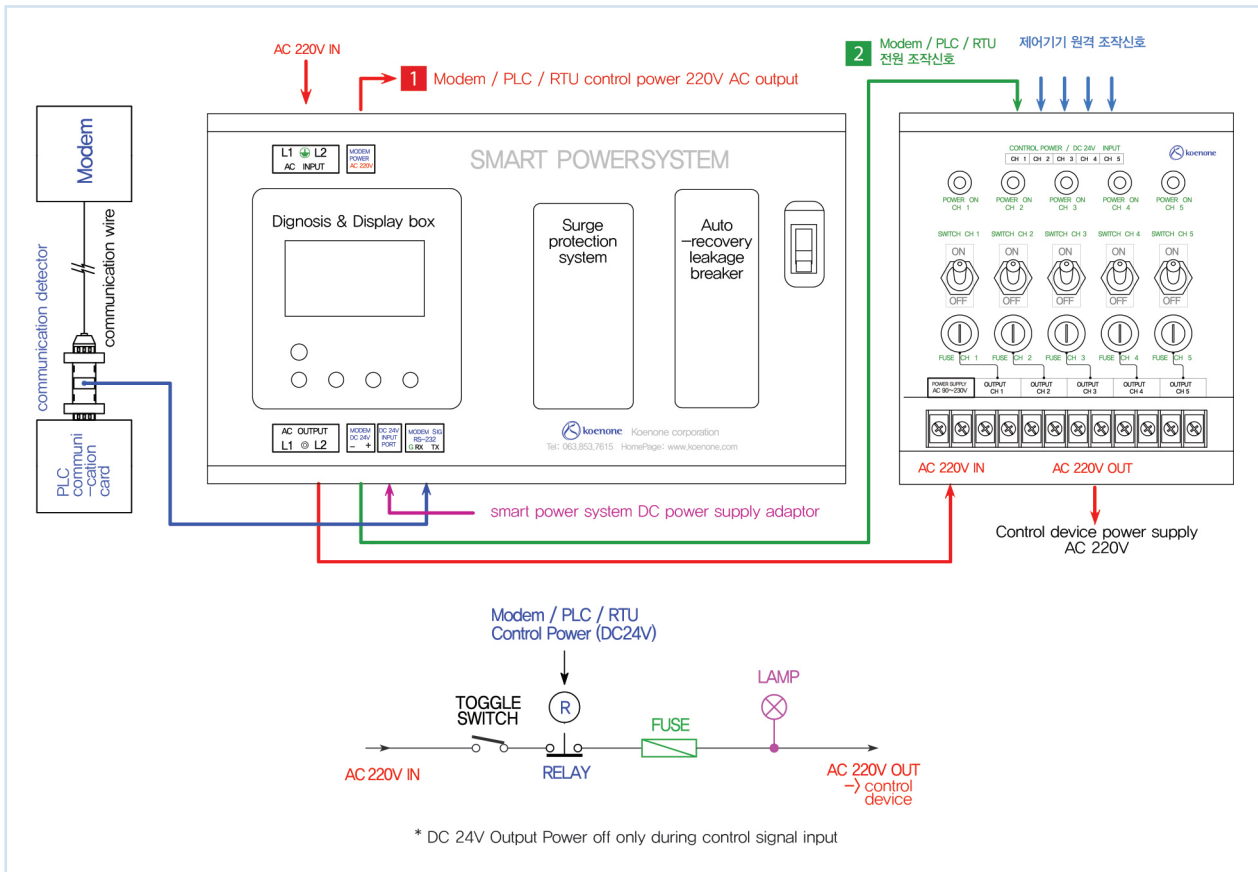 AC 220V IN
1 Modem / PLC / RTU control power 220V AC output
2 Modem / PLC / RTU
전원 조작신호
제어기기 원격 조작신호
Modem
communication wire
communication detector
PLC
communi
-cation
card
L1 L2
AC INPUT
MODEM
POWER
AC 220V
SMART POWERSYSTEM
Dignosis & Display box
Surge
protection
system
Auto
-recovery
leakage
breaker
AC OUTPUT
L1 L2
MODEM
DC 24V
- +
DC 24V
INPUT
PORT
MODEM SIG
RS-232
G RX TX
koenone Koenone corporation
Tel: 063.853.7615 HomePage: www.koenone.com
smart power system DC power supply adaptor
CONTROL POWER / DC 24V INPUT
CH 1 CH 2 CH 3 CH 4 CH 5
koenone
POWER ON
CH 1
POWER ON
CH 2
POWER ON
CH 3
POWER ON
CH 4
POWER ON
CH 5
SWITCH CH 1 SWITCH CH 2 SWITCH CH 3 SWITCH CH 4 SWITCH CH 5
ON ON ON ON ON
OFF OFF OFF OFF OFF
FUSE CH 1 FUSE CH 2 FUSE CH 3 FUSE CH 4 FUSE CH 5
POWER SUPPLY
AC 90~230V
OUTPUT
CH 1
OUTPUT
CH 2
OUTPUT
CH 3
OUTPUT
CH 4
OUTPUT
CH 5
AC 220V IN
AC 220V OUT
Control device power supply
AC 220V
Modem / PLC / RTU
Control Power (DC24V)
R
TOGGLE
SWITCH
RELAY
FUSE
LAMP
AC 220V IN
AC 220V OUT
-> control
device
* DC 24V Output Power off only during control signal input